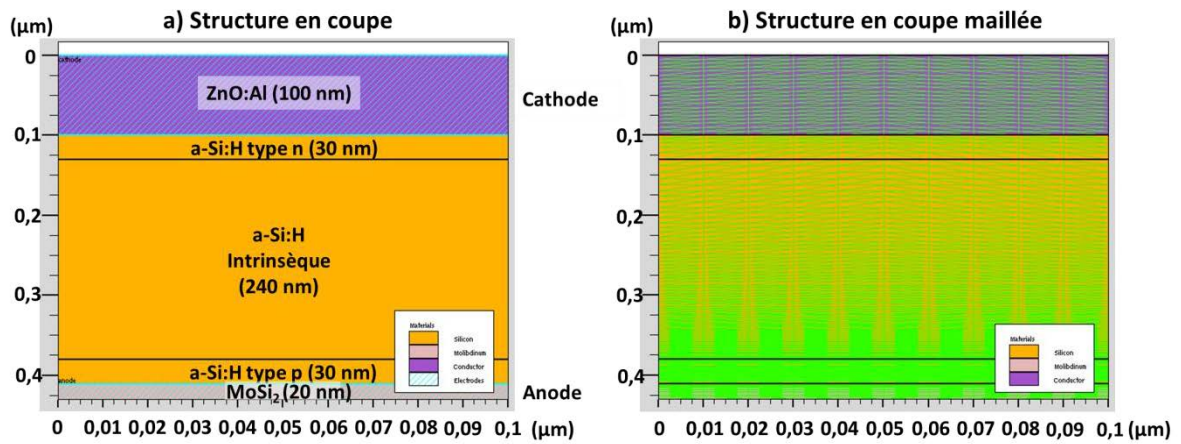 a) Structure en coupe
b) Structure en coupe maillée
(μm)
0
0,1
0,2
0,3
0,4
cathode
ZnO:Al (100 nm)
Cathode
a-Si:H type n (30 nm)
a-Si:H
Intrinsèque
(240 nm)
Materials
Silicon
Molibdinum
Conductor
Electrodes
a-Si:H type p (30 nm)
anode
MoSi2 (20 nm)
Anode
0 0,01 0,02 0,03 0,04 0,05 0,06 0,07 0,08 0,09 0,1 (μm)
(μm)
0
0,1
0,2
0,3
0,4
Materials
Silicon
Molibdinum
Conductor
0 0,01 0,02 0,03 0,04 0,05 0,06 0,07 0,08 0,09 0,1 (μm)